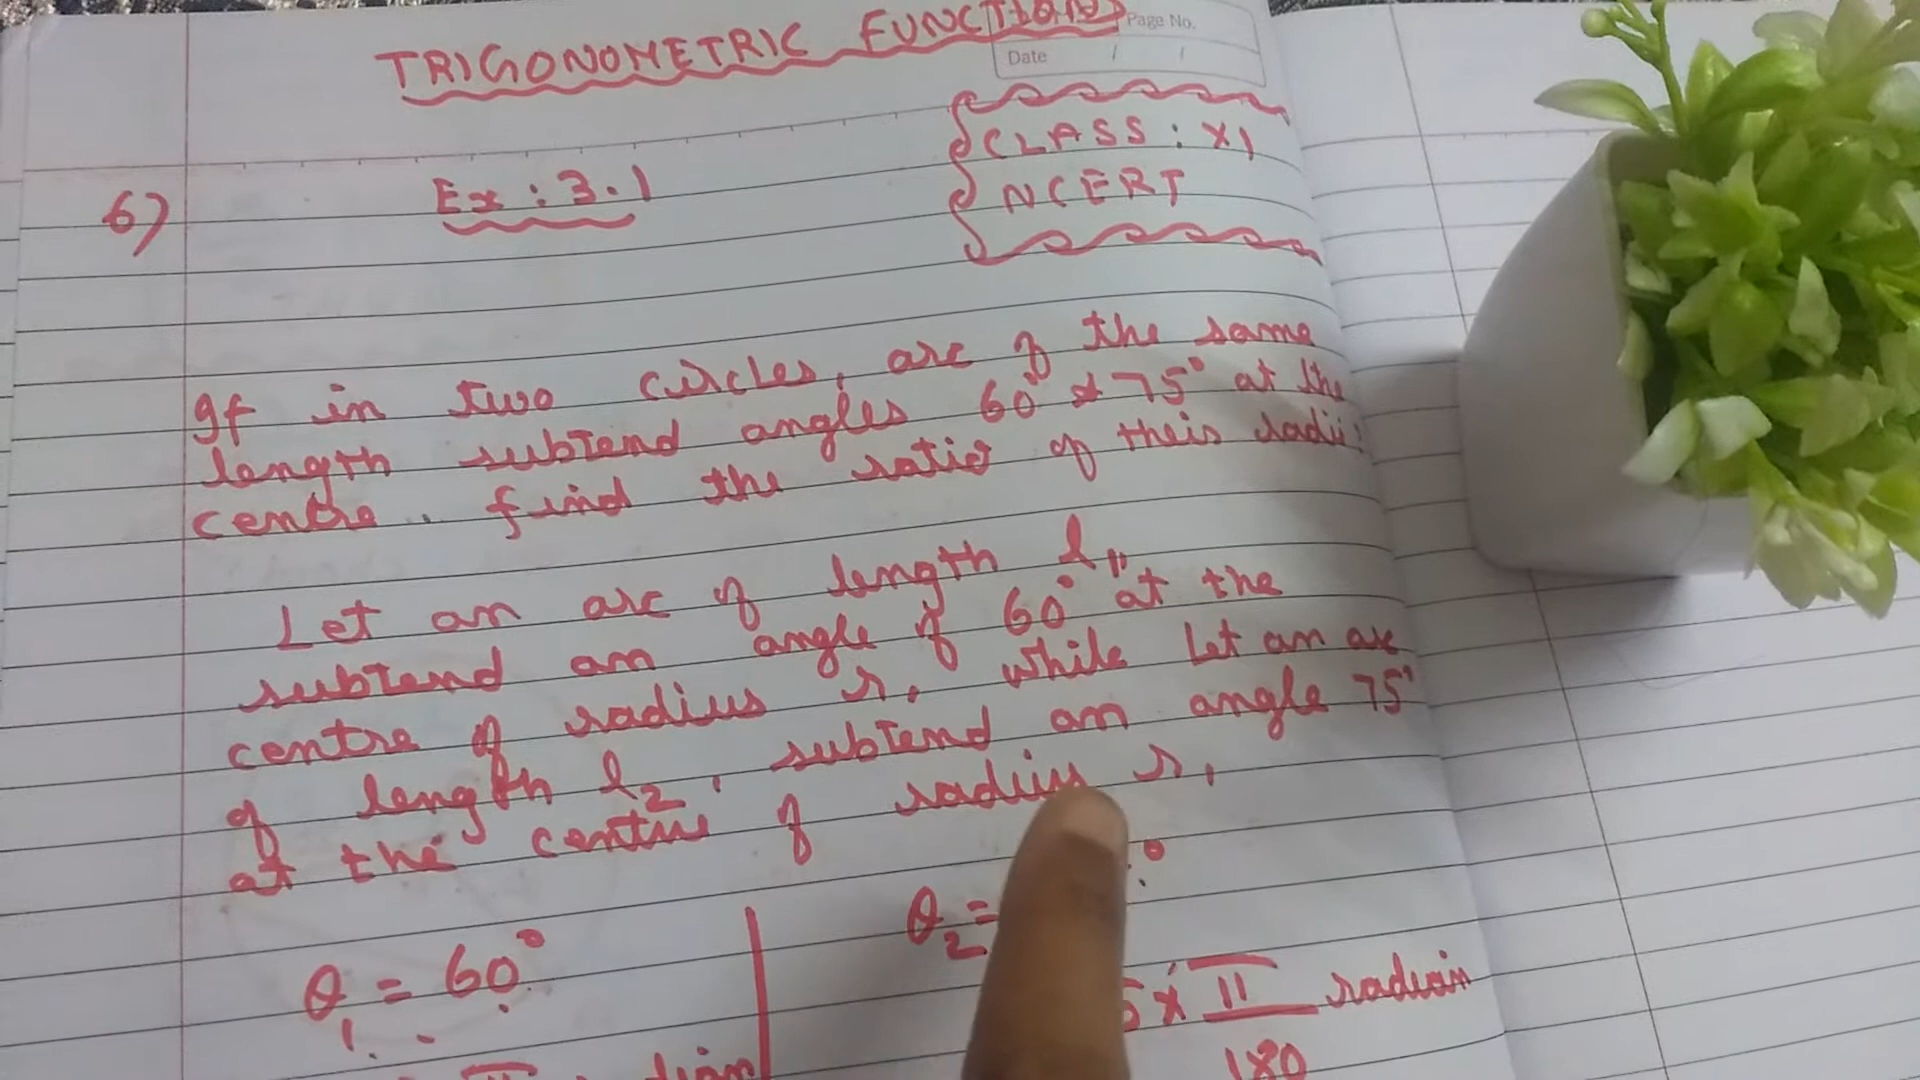 TRIGONOMETRIC FUNCTIONS
Page No.
Date / /
CLASS : XI
NCERT
6) Ex : 3.1
If in two circles, arc of the same
length subtend angles 60° & 75° at the
centre. find the ratio of their radii:
Let an arc of length l₁,
subtend an angle of 60° at the
centre of radius r, while Let an arc
of length l₂, subtend an angle 75°
at the centre of radius r,
θ₁ = 60°
θ₂ = °
× π radian
180
dian